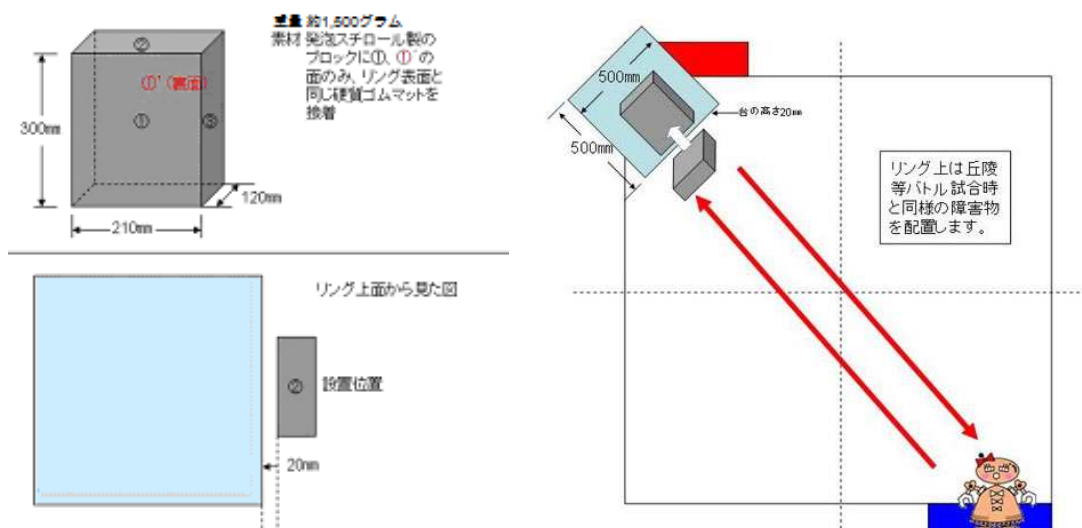 重量 約1,500グラム
素材 発泡スチロール製の
ブロックに①、①´の
面のみ、リング表面と
同じ硬質ゴムマットを
接着
②
①'(裏面)
①
③
300mm
120mm
210mm
リング上面から見た図
②
設置位置
20mm
500mm
500mm
台の高さ20mm
リング上は丘陵
等バトル試合時
と同様の障害物
を配置します。